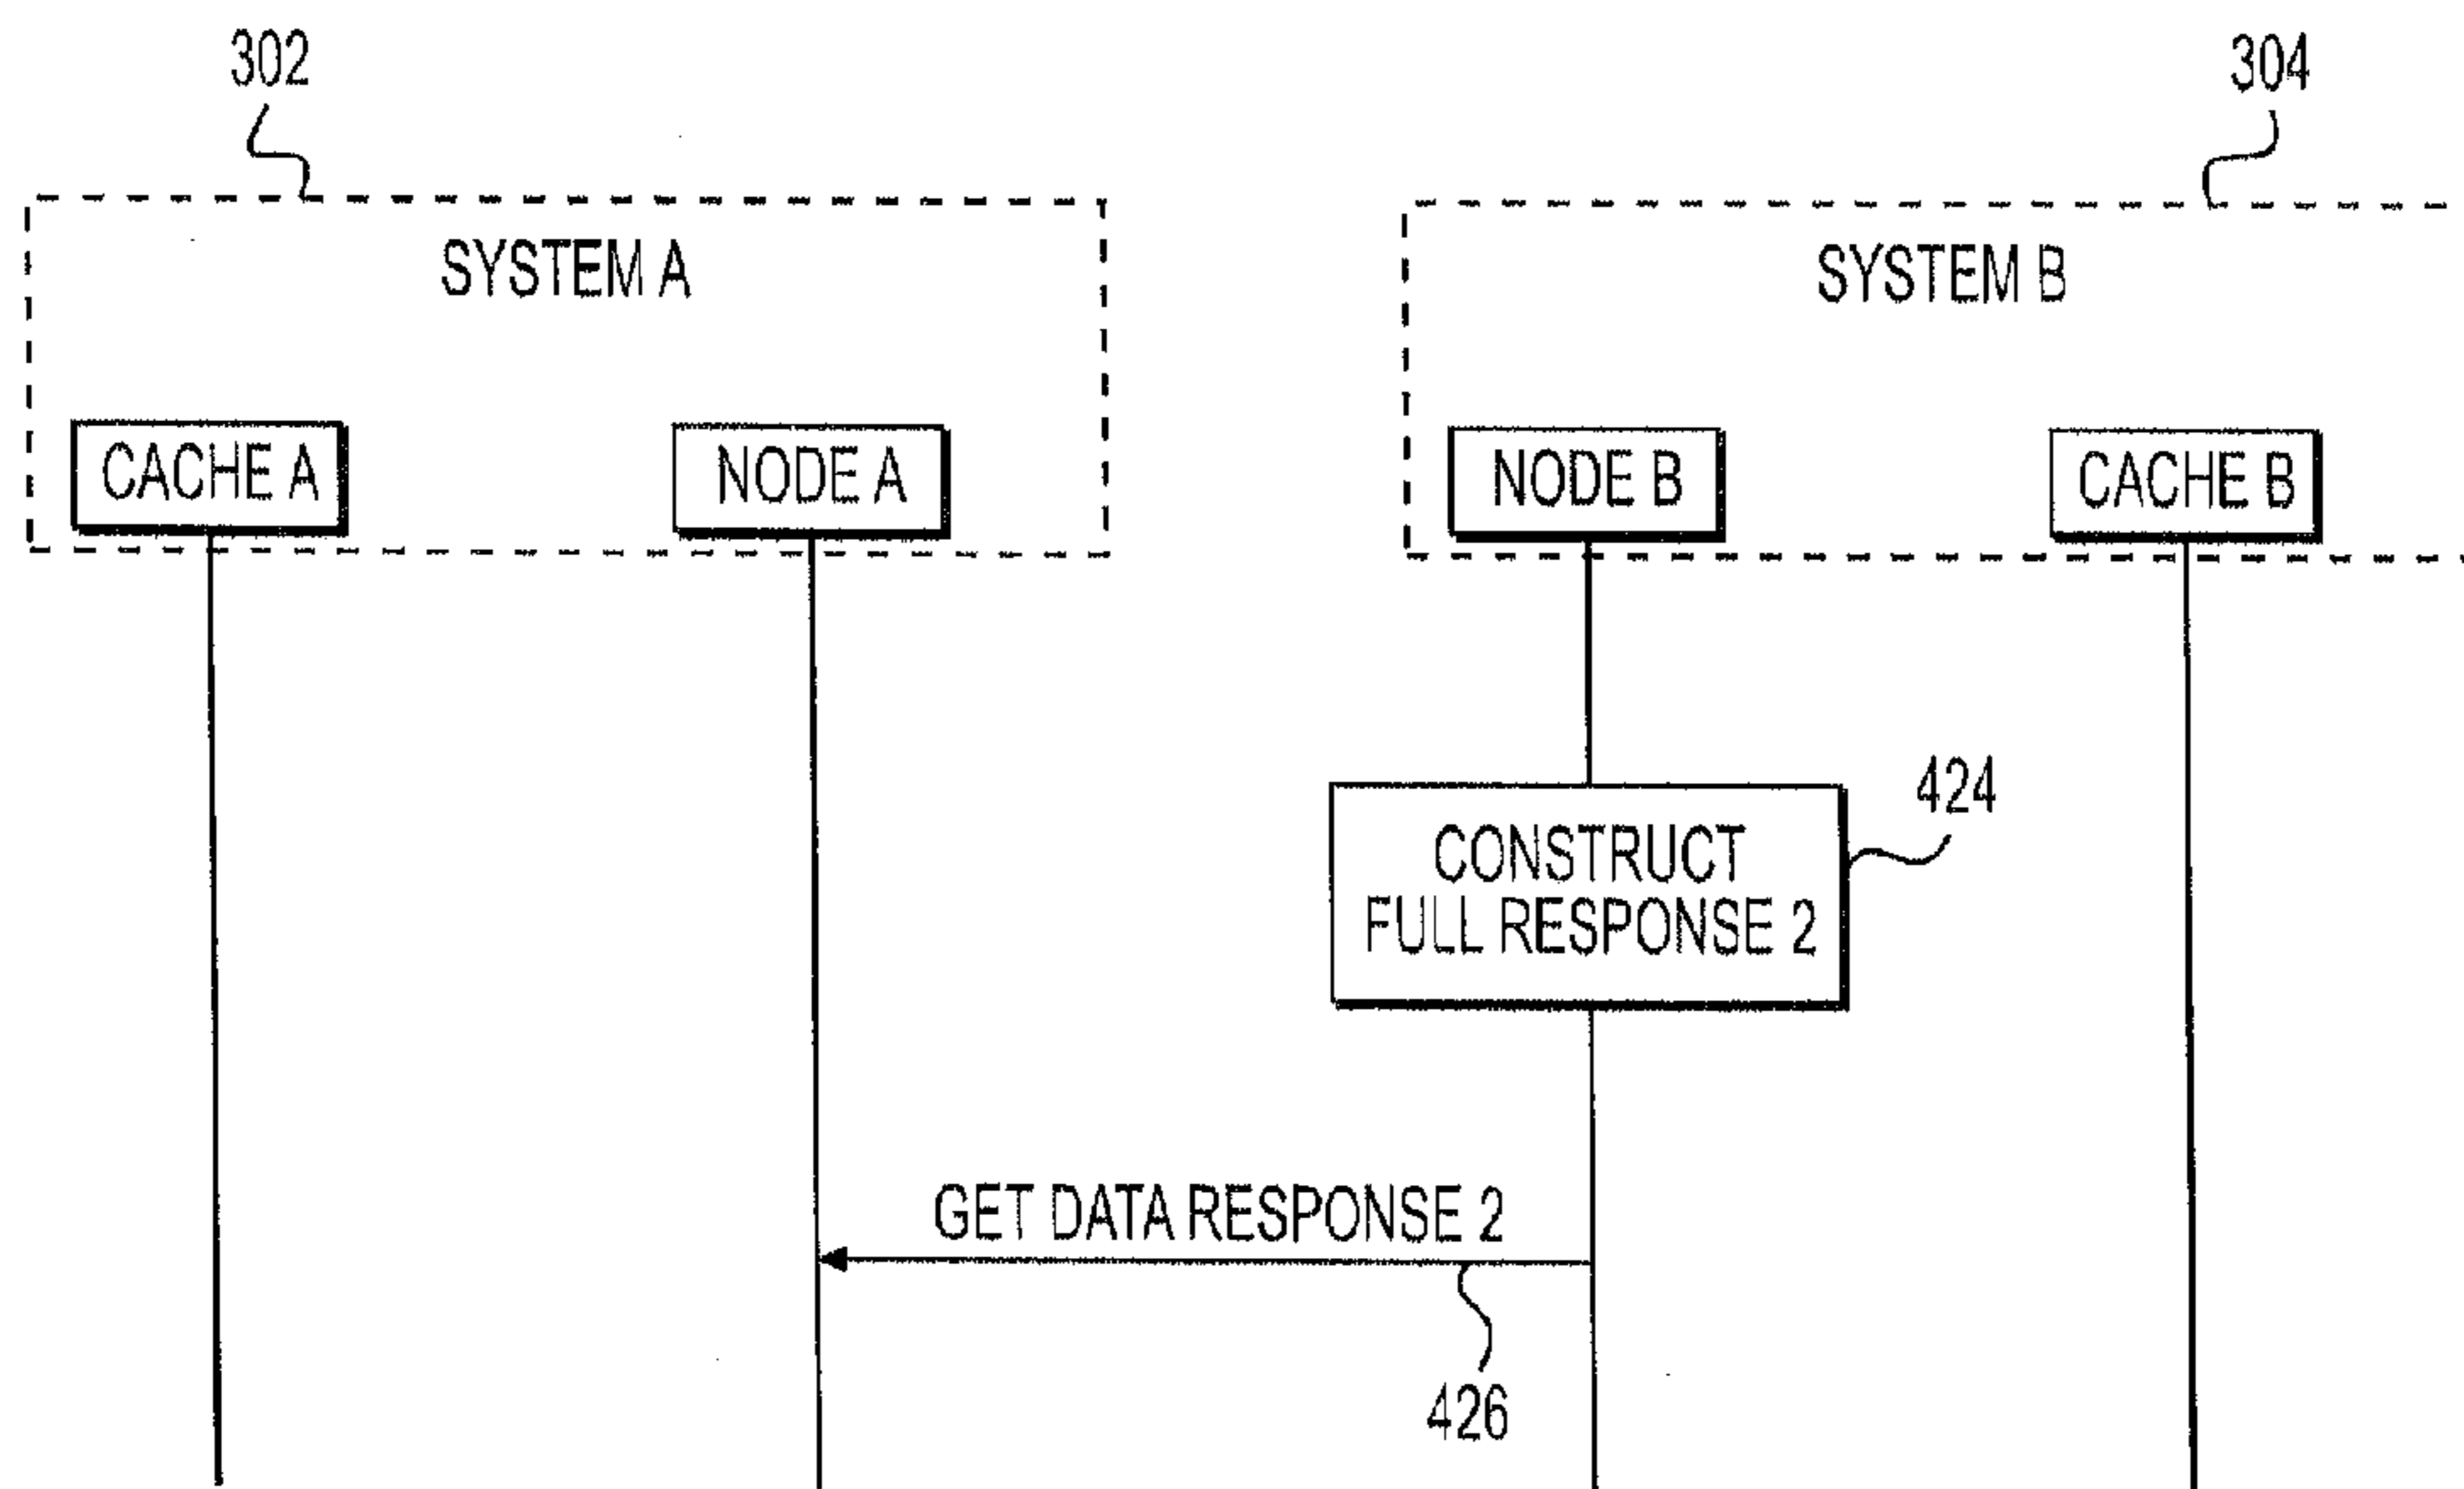 302
304
SYSTEM A
SYSTEM B
CACHE A
NODE A
NODE B
CACHE B
424
CONSTRUCT
FULL RESPONSE 2
GET DATA RESPONSE 2
426